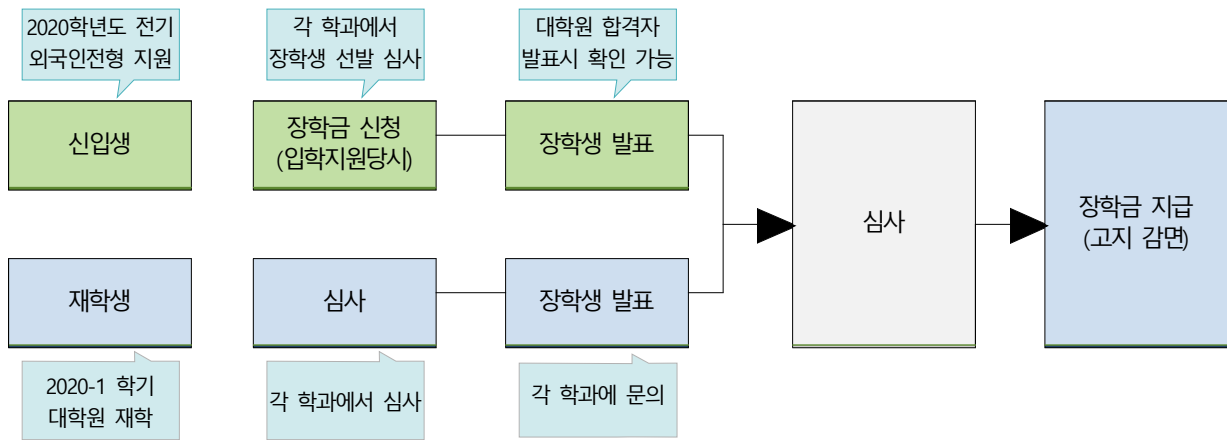 2020학년도 전기
외국인전형 지원
각 학과에서
장학생 선발 심사
대학원 합격자
발표시 확인 가능
신입생
장학금 신청
(입학지원당시)
장학생 발표
심사
장학금 지급
(고지 감면)
재학생
심사
장학생 발표
2020-1 학기
대학원 재학
각 학과에서 심사
각 학과에 문의